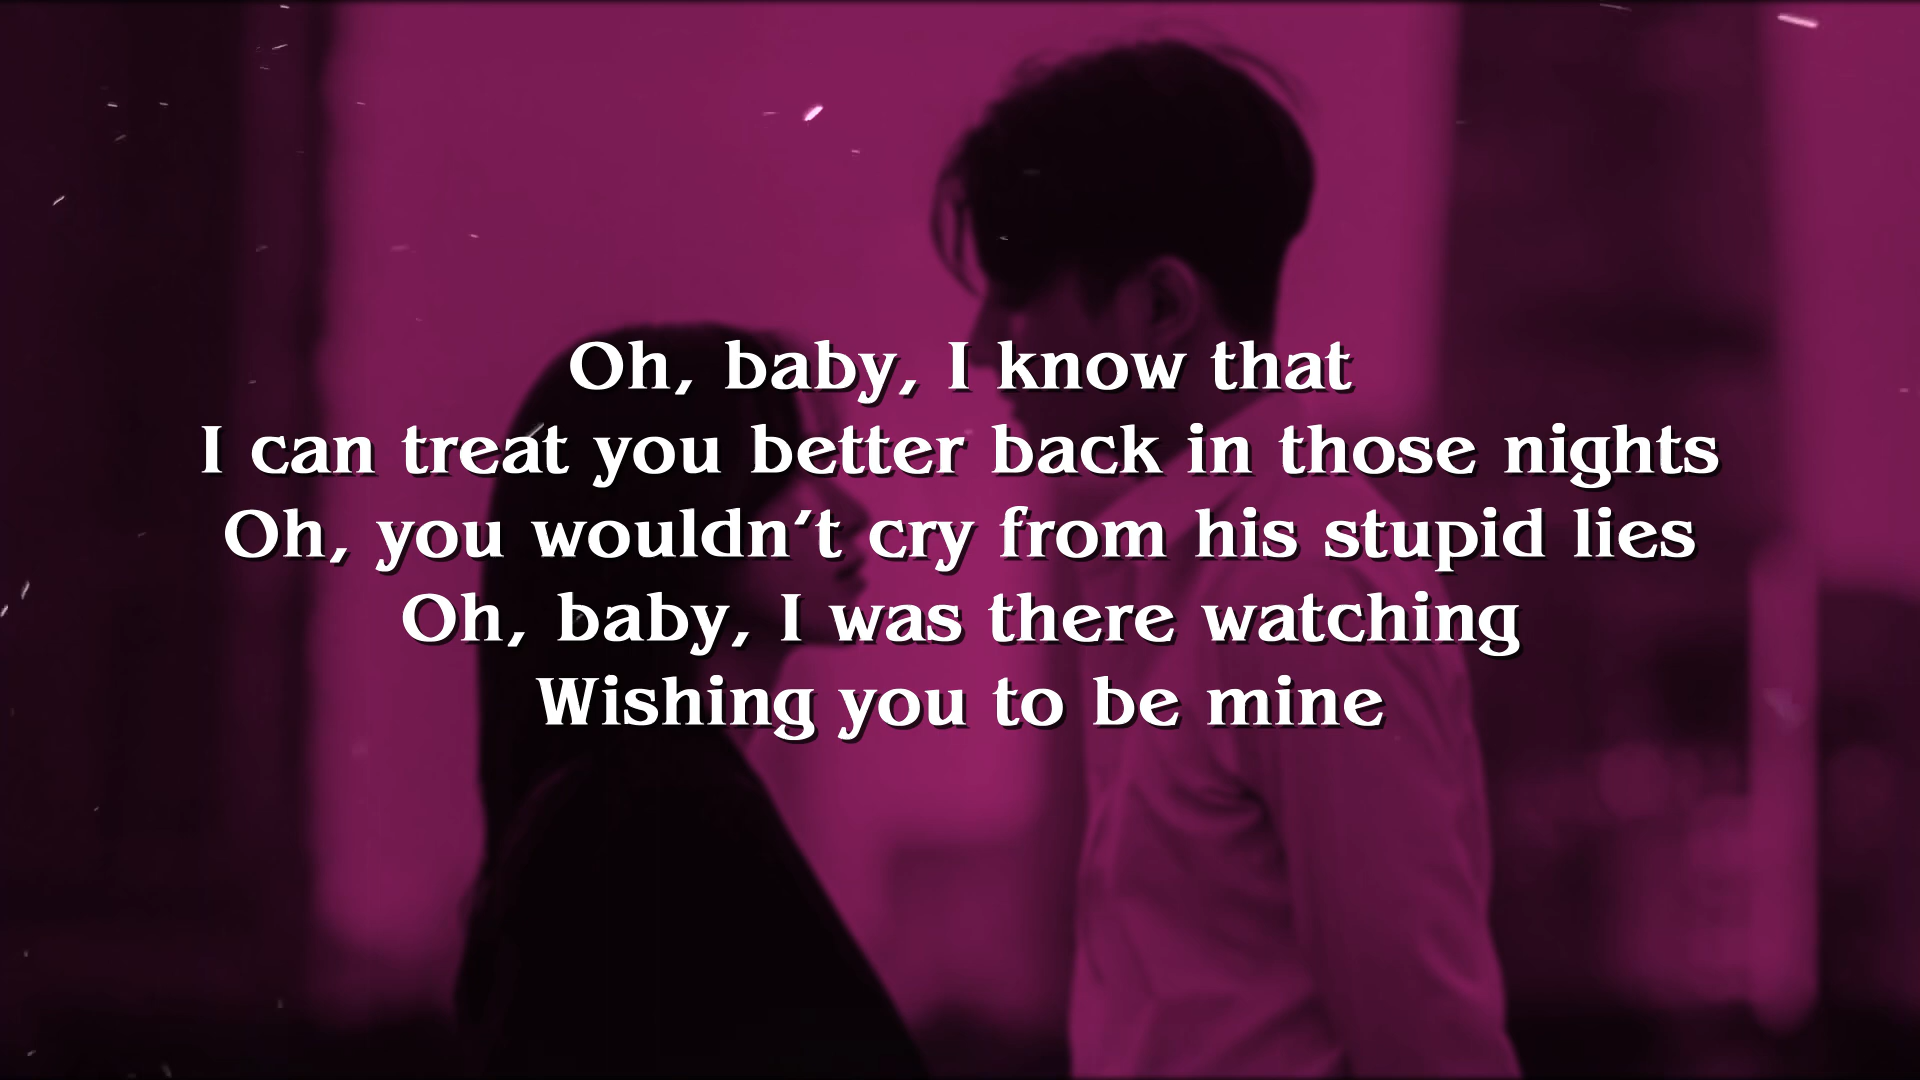 Oh, baby, I know that
I can treat you better back in those nights
Oh, you wouldn't cry from his stupid lies
Oh, baby, I was there watching
Wishing you to be mine